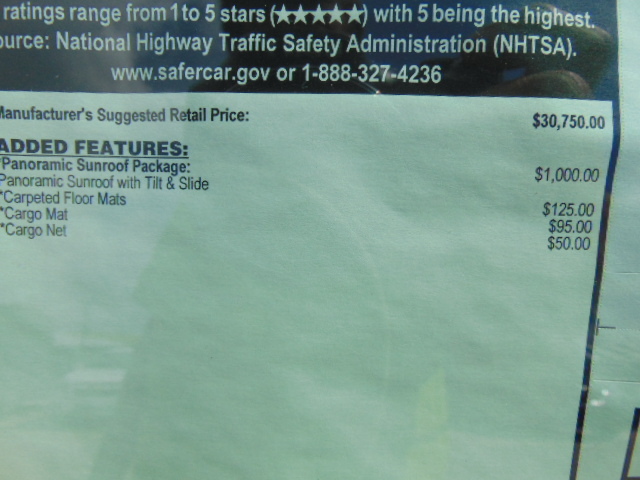 ratings range from 1 to 5 stars (★★★★★) with 5 being the highest.
ource: National Highway Traffic Safety Administration (NHTSA).
www.safercar.gov or 1-888-327-4236
Manufacturer's Suggested Retail Price: $30,750.00
ADDED FEATURES:
*Panoramic Sunroof Package: $1,000.00
Panoramic Sunroof with Tilt & Slide
*Carpeted Floor Mats $125.00
*Cargo Mat $95.00
*Cargo Net $50.00